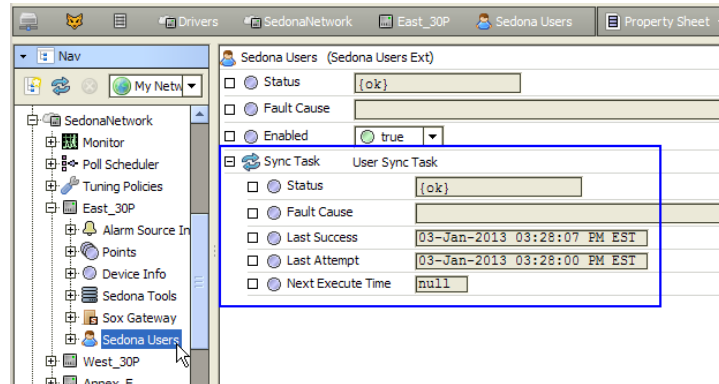 Drivers SedonaNetwork East_30P Sedona Users Property Sheet
Nav
My Netw
SedonaNetwork
Monitor
Poll Scheduler
Tuning Policies
East_30P
Alarm Source In
Points
Device Info
Sedona Tools
Sox Gateway
Sedona Users
West_30P
Annex_F
Sedona Users (Sedona Users Ext)
Status {ok}
Fault Cause
Enabled true
Sync Task User Sync Task
Status {ok}
Fault Cause
Last Success 03-Jan-2013 03:28:07 PM EST
Last Attempt 03-Jan-2013 03:28:00 PM EST
Next Execute Time null